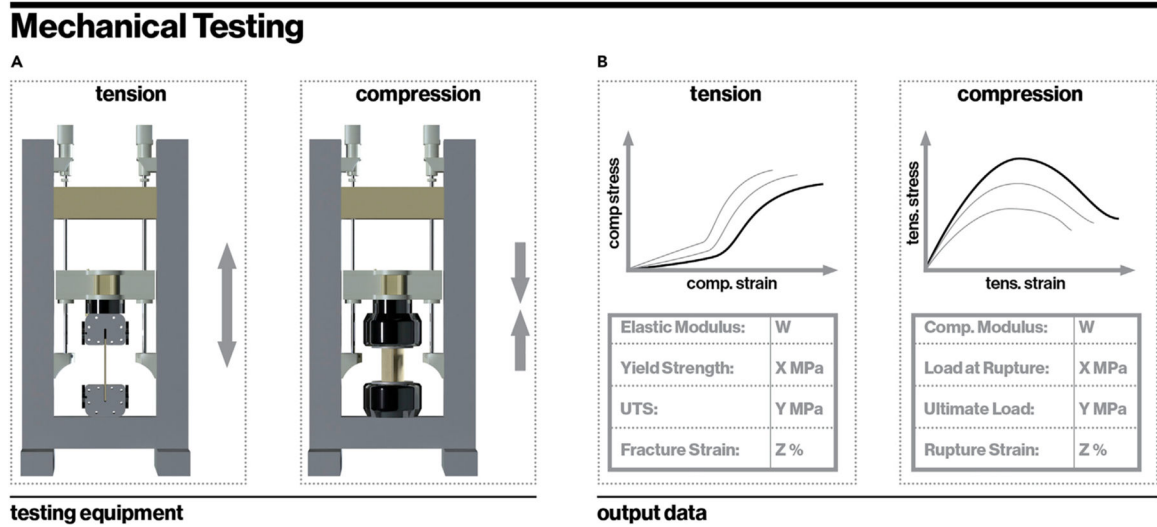 Mechanical Testing
A
tension
compression
testing equipment
B
tension
comp stress
comp. strain
Elastic Modulus: W
Yield Strength: X MPa
UTS: Y MPa
Fracture Strain: Z %
compression
tens. stress
tens. strain
Comp. Modulus: W
Load at Rupture: X MPa
Ultimate Load: Y MPa
Rupture Strain: Z %
output data